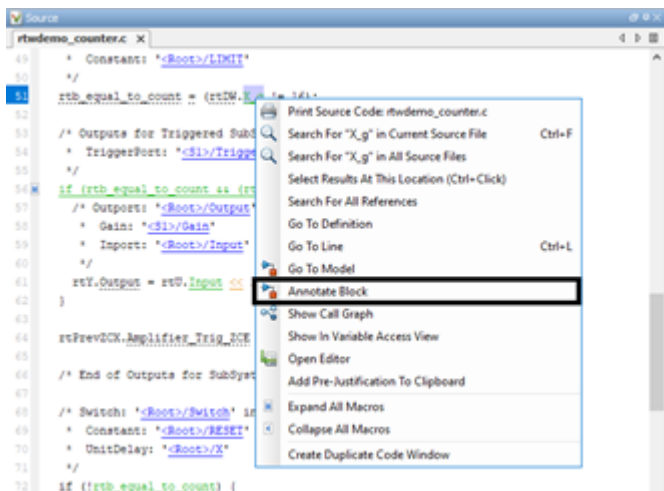 Source
rtwdemo_counter.c X
49 * Constant: '<Root>/LIMIT'
50 */
51 rtb_equal_to_count = (rtDW.X_g != 16);
52
53 /* Outputs for Triggered SubS
54 * TriggerPort: '<S1>/Trigge
55 */
56 if (rtb_equal_to_count && (rt
57 /* Outport: '<Root>/Output'
58 * Gain: '<S1>/Gain'
59 * Inport: '<Root>/Input'
60 */
61 rtY.Output = rtU.Input <<
62 }
63
64 rtPrevZCX.Amplifier_Trig_ZCE
65
66 /* End of Outputs for SubSyst
67
68 /* Switch: '<Root>/Switch' in
69 * Constant: '<Root>/RESET'
70 * UnitDelay: '<Root>/X'
71 */
72 if (!rtb_equal_to_count) {
Print Source Code: rtwdemo_counter.c
Search For "X_g" in Current Source File Ctrl+F
Search For "X_g" in All Source Files
Select Results At This Location (Ctrl+Click)
Search For All References
Go To Definition
Go To Line Ctrl+L
Go To Model
Annotate Block
Show Call Graph
Show In Variable Access View
Open Editor
Add Pre-Justification To Clipboard
Expand All Macros
Collapse All Macros
Create Duplicate Code Window